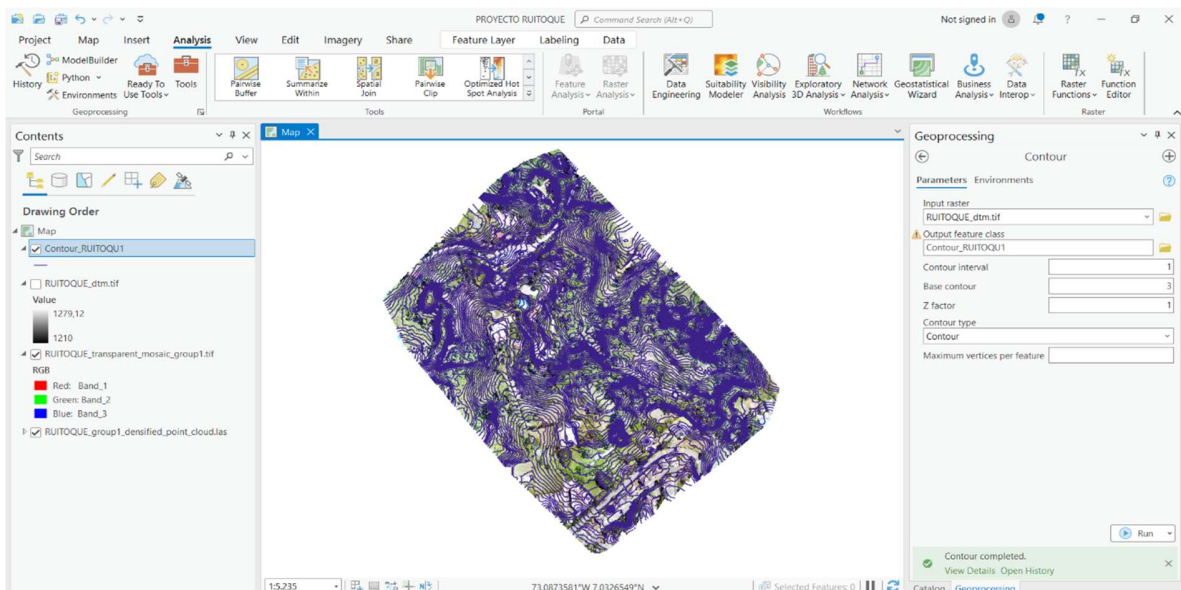 PROYECTO RUITOQUE
Command Search (Alt+Q)
Not signed in
?
Project Map Insert Analysis View Edit Imagery Share Feature Layer Labeling Data
History
ModelBuilder
Python
Environments
Ready To Use Tools
Tools
Geoprocessing
Pairwise Buffer
Summarize Within
Spatial Join
Pairwise Clip
Optimized Hot Spot Analysis
Tools
Feature Analysis
Raster Analysis
Portal
Data Engineering
Suitability Modeler
Visibility Analysis
Exploratory 3D Analysis
Network Analysis
Geostatistical Wizard
Business Analysis
Data Interop
Workflows
Raster Functions
Function Editor
Raster
Contents
Search
Drawing Order
Map
Contour_RUITOQU1
RUITOQUE_dtm.tif
Value
1279,12
1210
RUITOQUE_transparent_mosaic_group1.tif
RGB
Red: Band_1
Green: Band_2
Blue: Band_3
RUITOQUE_group1_densified_point_cloud.las
Map
1:5.235
73.0873581°W 7.0326549°N
Selected Features: 0
Geoprocessing
Contour
Parameters Environments
?
Input raster
RUITOQUE_dtm.tif
Output feature class
Contour_RUITOQU1
Contour interval 1
Base contour 3
Z factor 1
Contour type
Contour
Maximum vertices per feature
Run
Contour completed.
View Details Open History
Catalog Geoprocessing